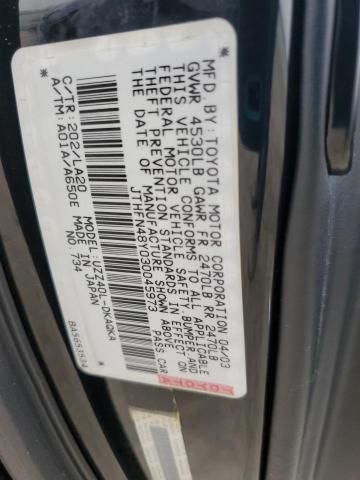 MFD. BY: TOYOTA MOTOR CORPORATION 04/03
GVWR 4530LB GAWR FR 2470LB RR 2470LB
THIS VEHICLE CONFORMS TO ALL APPLICABLE
FEDERAL MOTOR VEHICLE SAFETY, BUMPER AND
THEFT PREVENTION STANDARDS IN EFFECT ON
THE DATE OF MANUFACTURE SHOWN ABOVE.
JTHFN48Y030045973 PASS CAR
TOYOTA
C/TR: 202/LA20 UZZ40L-DKAQKA
A/TM: A01A/A650E MADE IN JAPAN
NO. 734